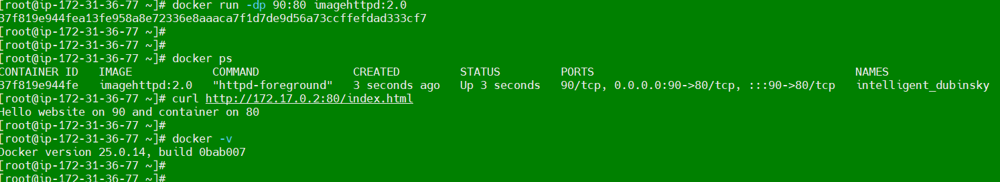 [root@ip-172-31-36-77 ~]# docker run -dp 90:80 imagehttpd:2.0
37f819e944fea13fe958a8e72336e8aaaca7f1d7de9d56a73ccffefdad333cf7
[root@ip-172-31-36-77 ~]#
[root@ip-172-31-36-77 ~]#
[root@ip-172-31-36-77 ~]# docker ps
CONTAINER ID   IMAGE            COMMAND              CREATED         STATUS         PORTS                                       NAMES
37f819e944fe   imagehttpd:2.0   "httpd-foreground"   3 seconds ago   Up 3 seconds   90/tcp, 0.0.0.0:90->80/tcp, :::90->80/tcp   intelligent_dubinsky
[root@ip-172-31-36-77 ~]# curl http://172.17.0.2:80/index.html
Hello website on 90 and container on 80
[root@ip-172-31-36-77 ~]#
[root@ip-172-31-36-77 ~]# docker -v
Docker version 25.0.14, build 0bab007
[root@ip-172-31-36-77 ~]#
[root@ip-172-31-36-77 ~]#